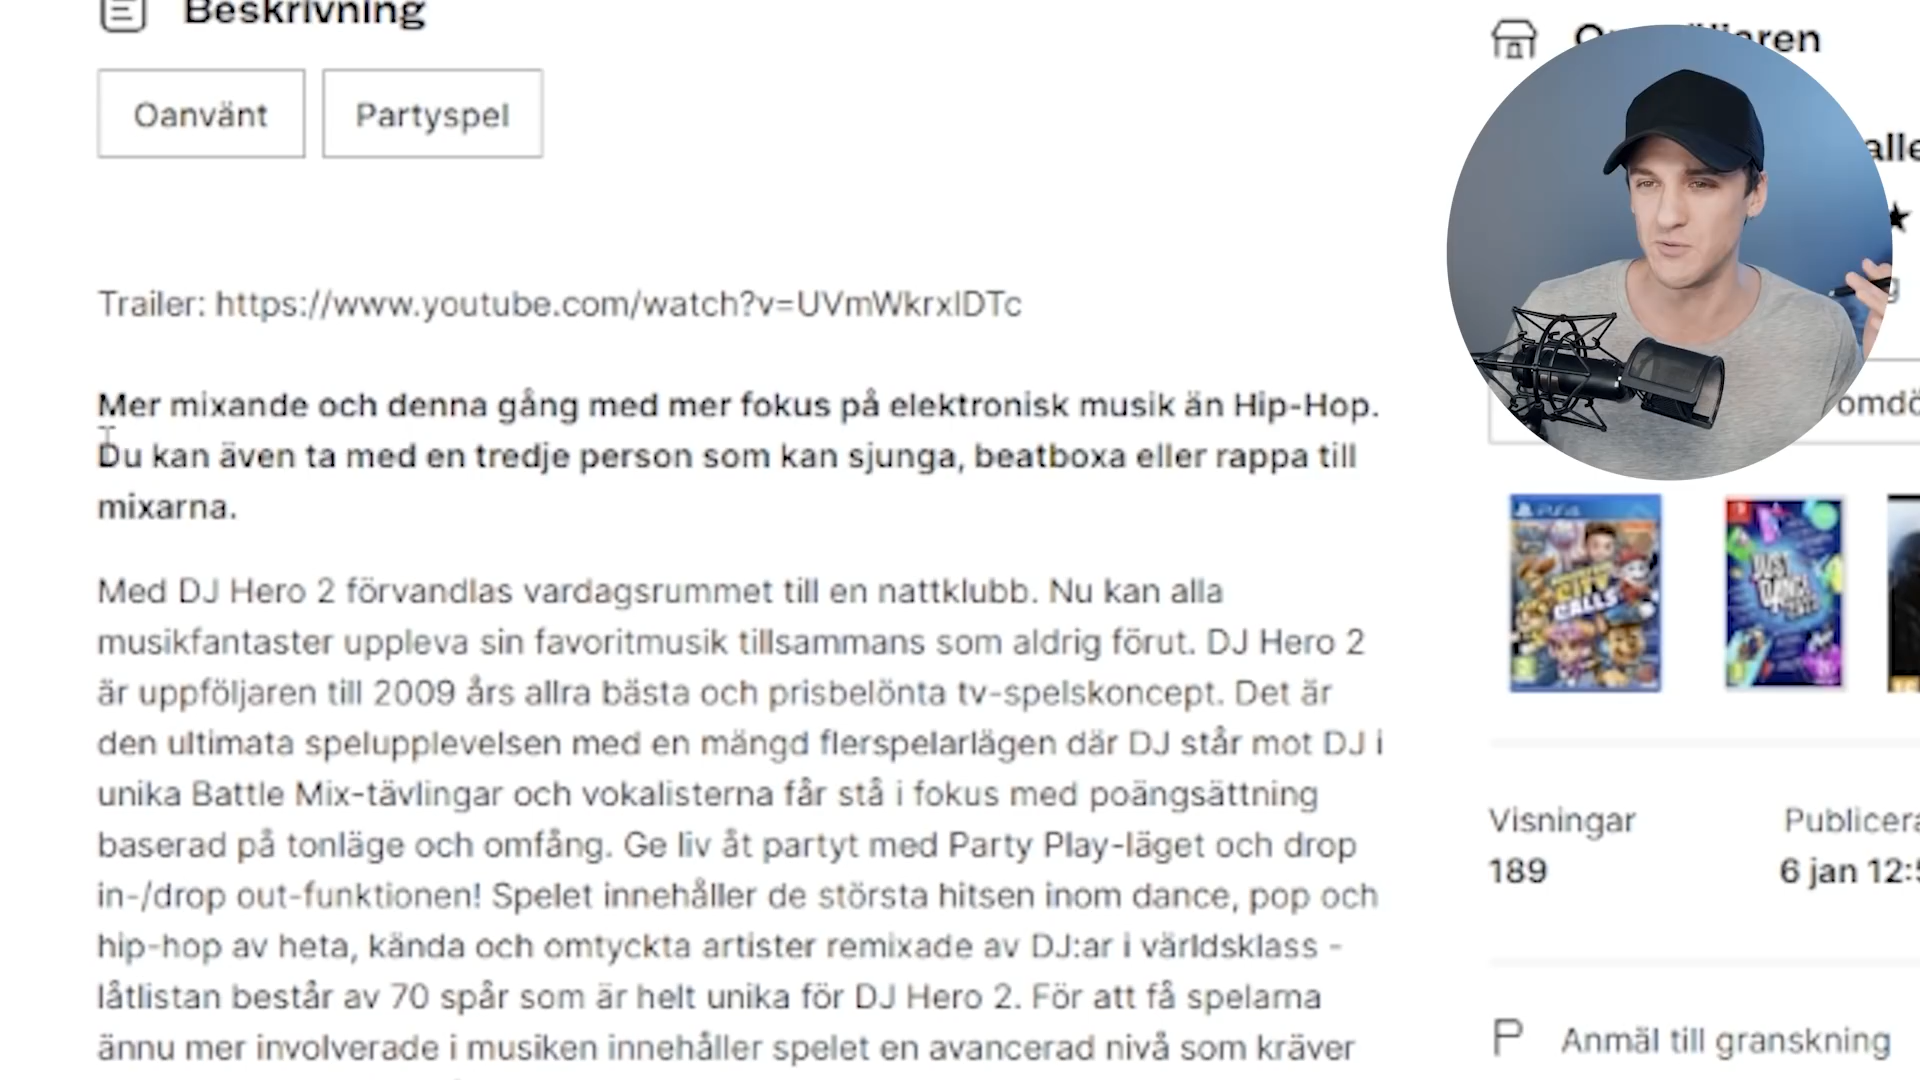 Beskrivning
Oanvänt
Partyspel
Trailer: https://www.youtube.com/watch?v=UVmWkrxlDTc
Mer mixande och denna gång med mer fokus på elektronisk musik än Hip-Hop.
Du kan även ta med en tredje person som kan sjunga, beatboxa eller rappa till
mixarna.
Med DJ Hero 2 förvandlas vardagsrummet till en nattklubb. Nu kan alla
musikfantaster uppleva sin favoritmusik tillsammans som aldrig förut. DJ Hero 2
är uppföljaren till 2009 års allra bästa och prisbelönta tv-spelskoncept. Det är
den ultimata spelupplevelsen med en mängd flerspelarlägen där DJ står mot DJ i
unika Battle Mix-tävlingar och vokalisterna får stå i fokus med poängsättning
baserad på tonläge och omfång. Ge liv åt partyt med Party Play-läget och drop
in-/drop out-funktionen! Spelet innehåller de största hitsen inom dance, pop och
hip-hop av heta, kända och omtyckta artister remixade av DJ:ar i världsklass -
låtlistan består av 70 spår som är helt unika för DJ Hero 2. För att få spelarna
ännu mer involverade i musiken innehåller spelet en avancerad nivå som kräver
PS4
CITY
CALLS
JUST
DANCE
Visningar
189
Publicera
6 jan 12:5
Anmäl till granskning